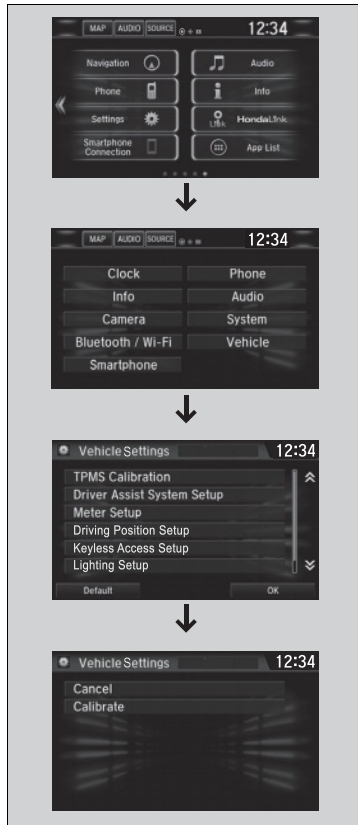 MAP AUDIO SOURCE 12:34
Navigation Audio
Phone Info
Settings Link HondaLink
Smartphone
Connection App List
MAP AUDIO SOURCE 12:34
Clock Phone
Info Audio
Camera System
Bluetooth / Wi-Fi Vehicle
Smartphone
Vehicle Settings 12:34
TPMS Calibration
Driver Assist System Setup
Meter Setup
Driving Position Setup
Keyless Access Setup
Lighting Setup
Default OK
Vehicle Settings 12:34
Cancel
Calibrate